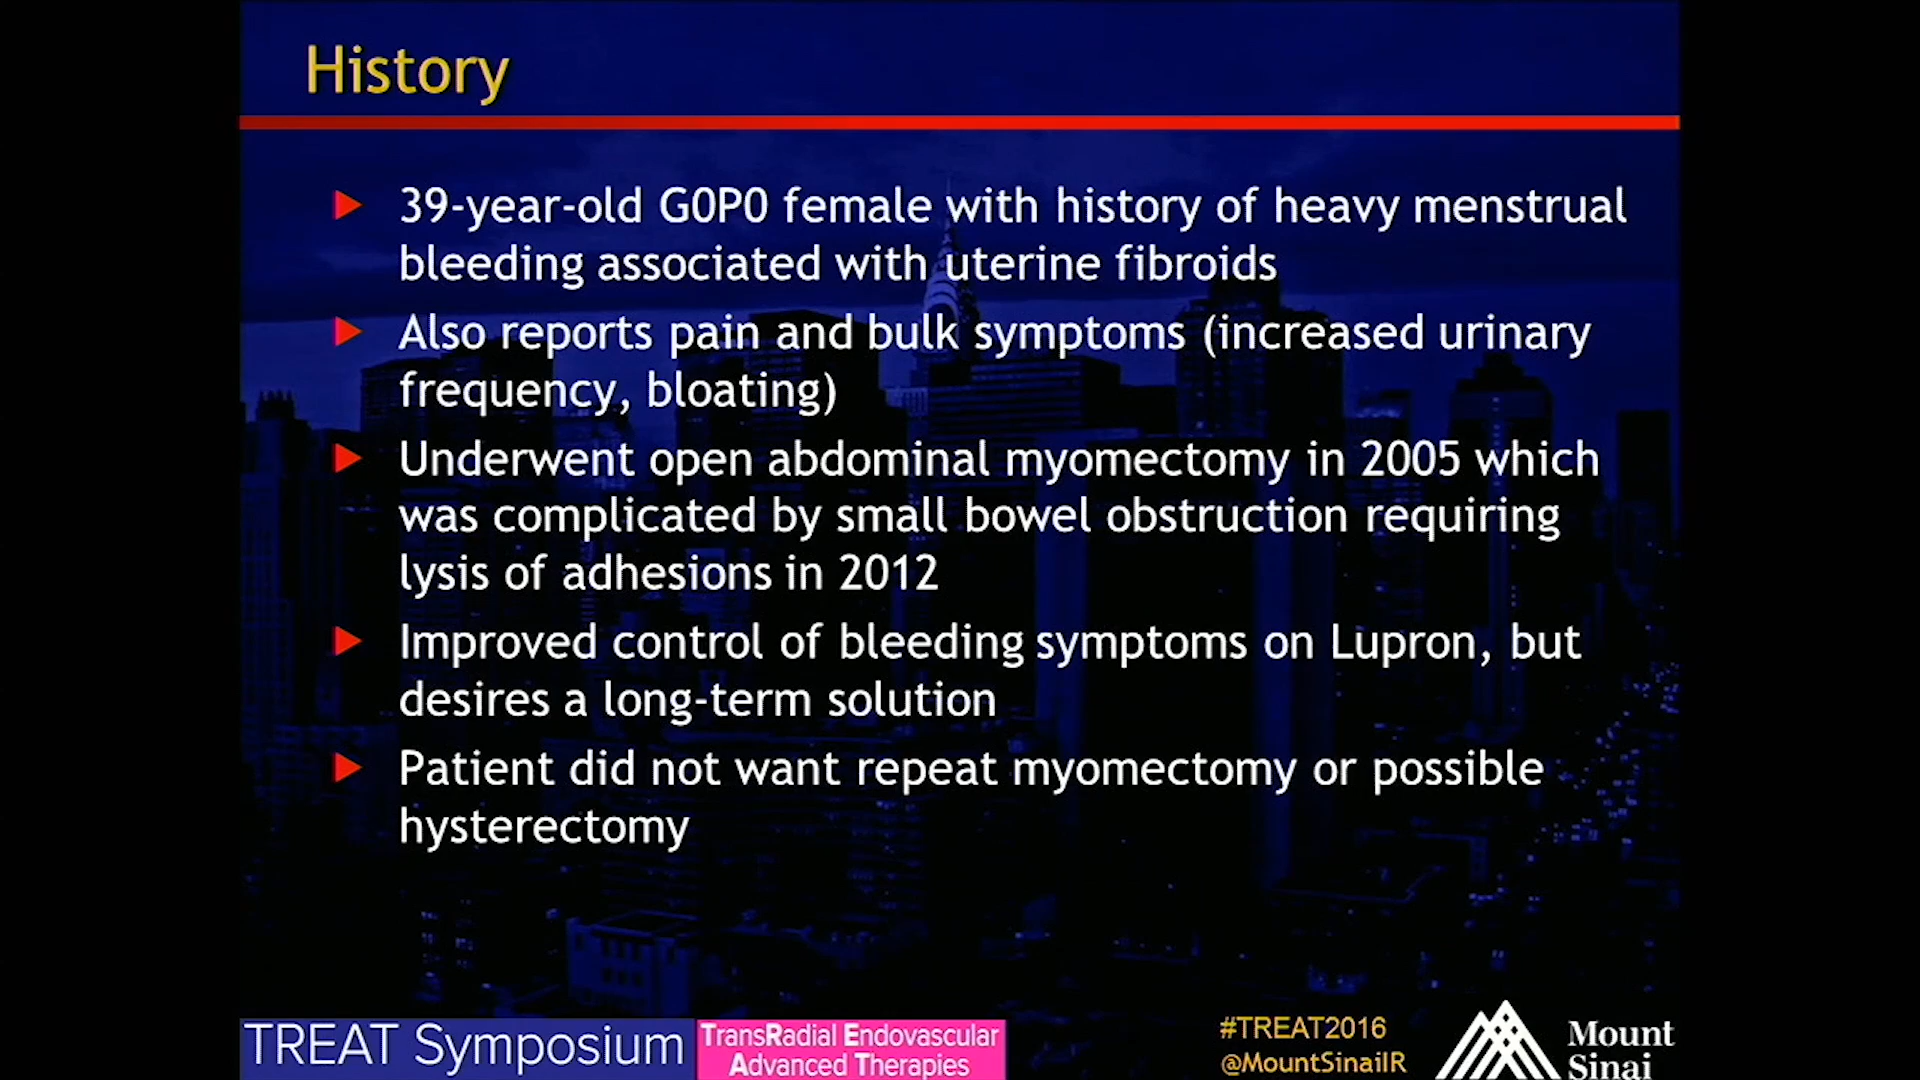 History
39-year-old G0P0 female with history of heavy menstrual
bleeding associated with uterine fibroids
Also reports pain and bulk symptoms (increased urinary
frequency, bloating)
Underwent open abdominal myomectomy in 2005 which
was complicated by small bowel obstruction requiring
lysis of adhesions in 2012
Improved control of bleeding symptoms on Lupron, but
desires a long-term solution
Patient did not want repeat myomectomy or possible
hysterectomy
TREAT Symposium
TransRadial Endovascular
Advanced Therapies
#TREAT2016
@MountSinaiIR
Mount
Sinai